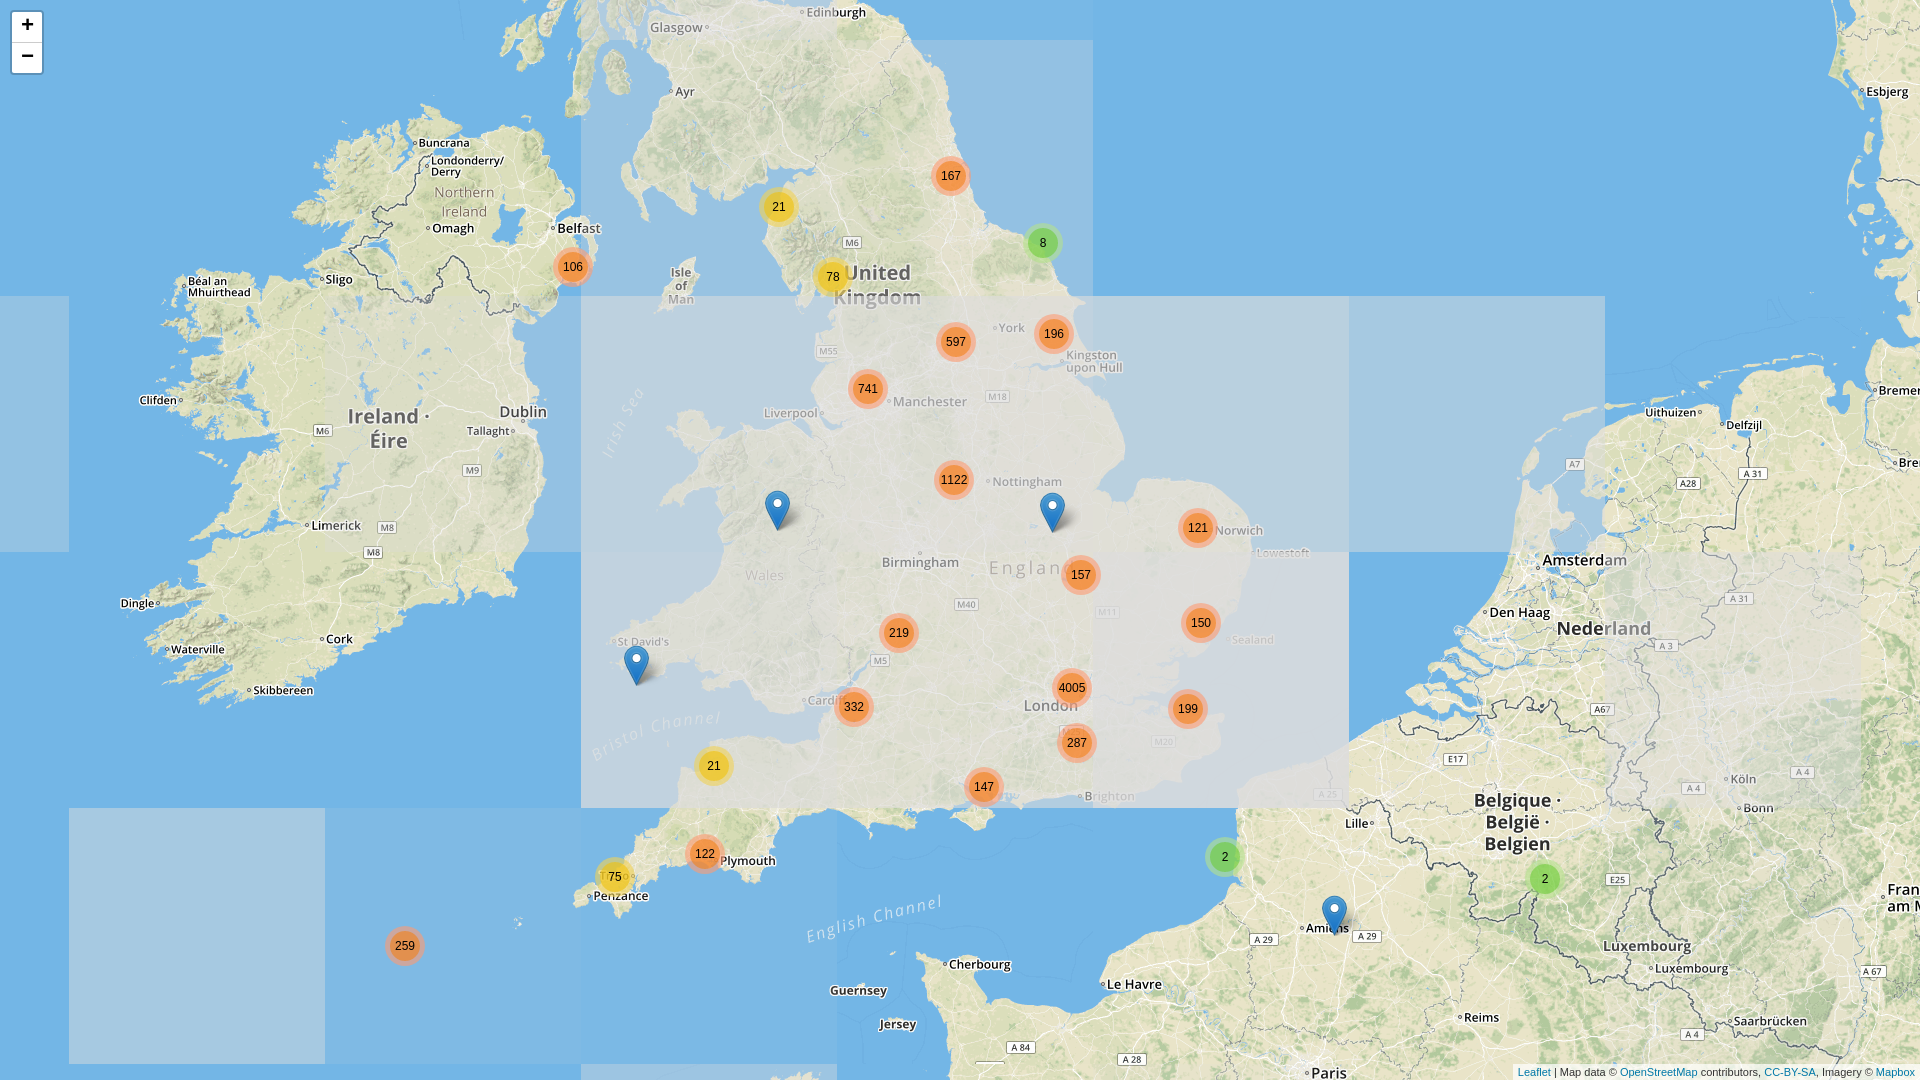 +
−
Glasgow
Edinburgh
Ayr
Esbjerg
Buncrana
Londonderry/
Derry
Northern
Ireland
Omagh
Belfast
167
21
8
106
M6
78
United
Kingdom
Isle
of
Man
Sligo
Béal an
Mhuirthead
York
196
597
M55
Kingston
upon Hull
741
Manchester
M18
Liverpool
Irish Sea
Clifden
Ireland ·
Éire
Dublin
Tallaght
M6
M9
Uithuizen
Delfzijl
A7
A 31
A28
1122
Nottingham
121
Norwich
Lowestoft
Limerick
M8
M8
Birmingham
Wales
157
M40
M11
Amsterdam
A 31
Dingle
Cork
Waterville
Skibbereen
219
150
Sealand
Den Haag
Nederland
A 3
St David's
M5
4005
London
332
199
287
M20
A67
Bristol Channel
21
147
Brighton
A 25
E17
Köln
A 4
A 4
Bonn
Belgique ·
België ·
Belgien
Lille
122
Plymouth
75
Penzance
2
2
E25
English Channel
259
Amiens
A 29
A 29
Luxembourg
Luxembourg
A 67
Cherbourg
Guernsey
Le Havre
Jersey
Reims
Saarbrücken
A 84
A 28
A 4
Paris
Leaflet | Map data © OpenStreetMap contributors, CC-BY-SA, Imagery © Mapbox